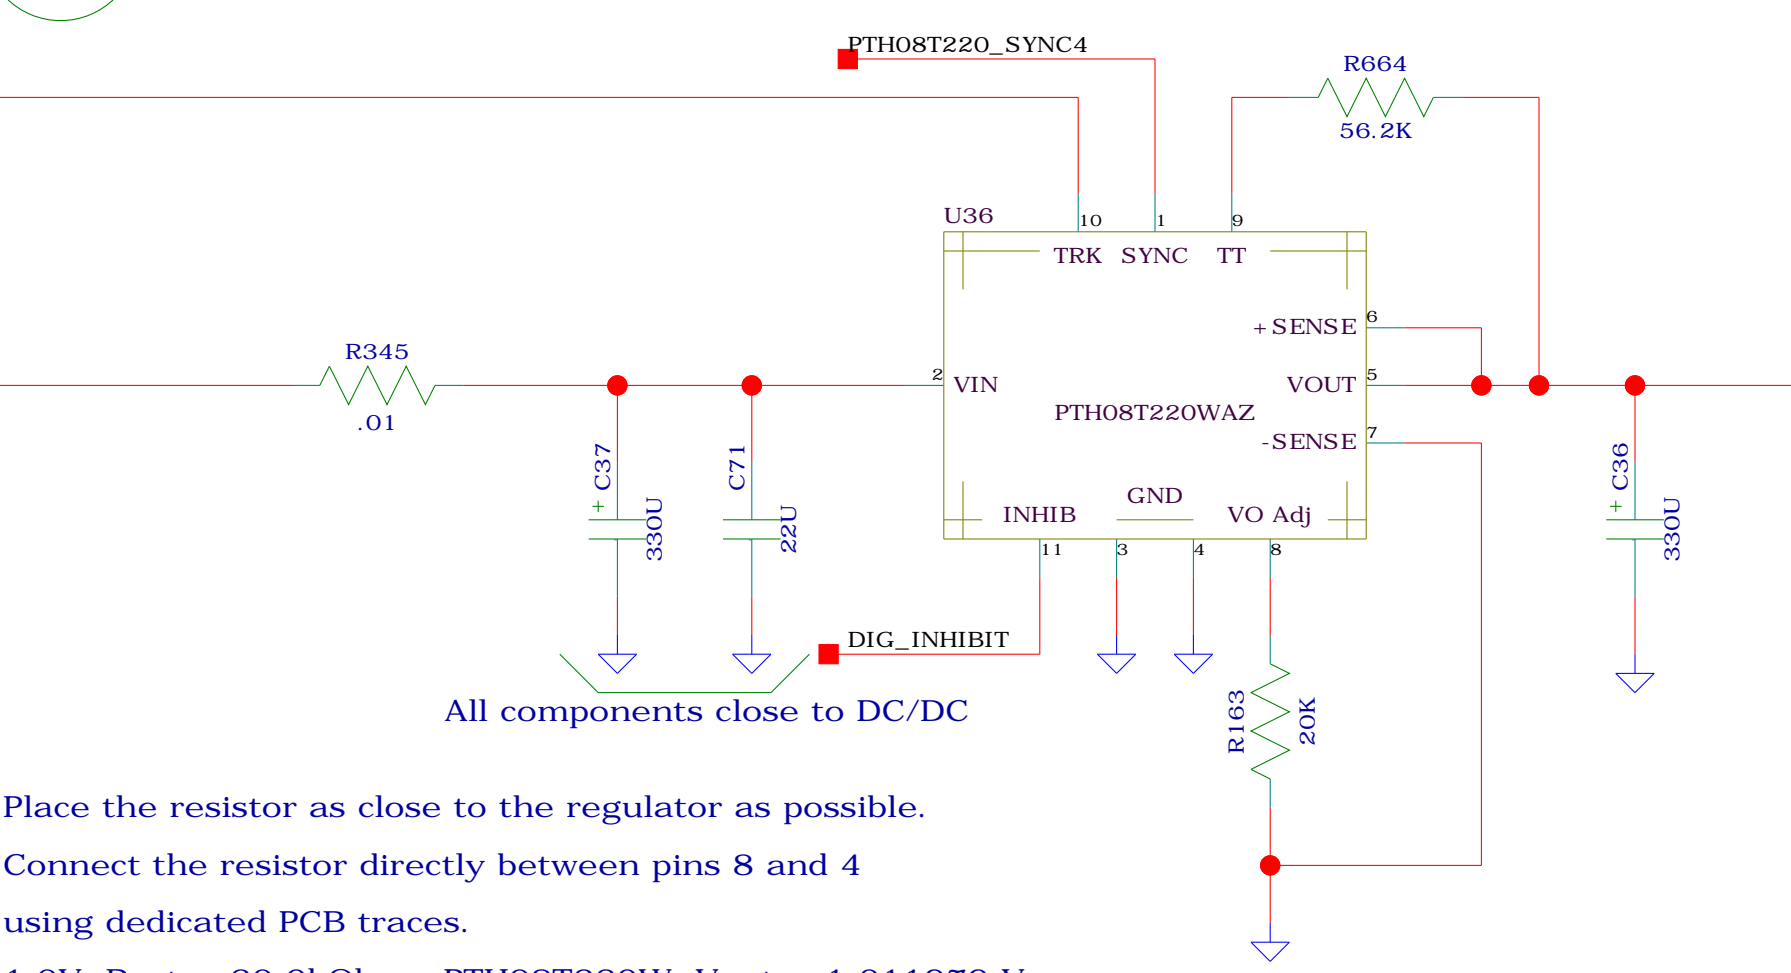 PTH08T220_SYNC4
R664
56.2K
U36
10
1
9
TRK SYNC TT
6
+SENSE
R345
.01
2
VIN
5
VOUT
PTH08T220WAZ
7
-SENSE
C37
+
330U
C71
22U
C36
+
330U
GND
INHIB
VO Adj
11
3
4
8
DIG_INHIBIT
All components close to DC/DC
R163
20K
Place the resistor as close to the regulator as possible.
Connect the resistor directly between pins 8 and 4
using dedicated PCB traces.